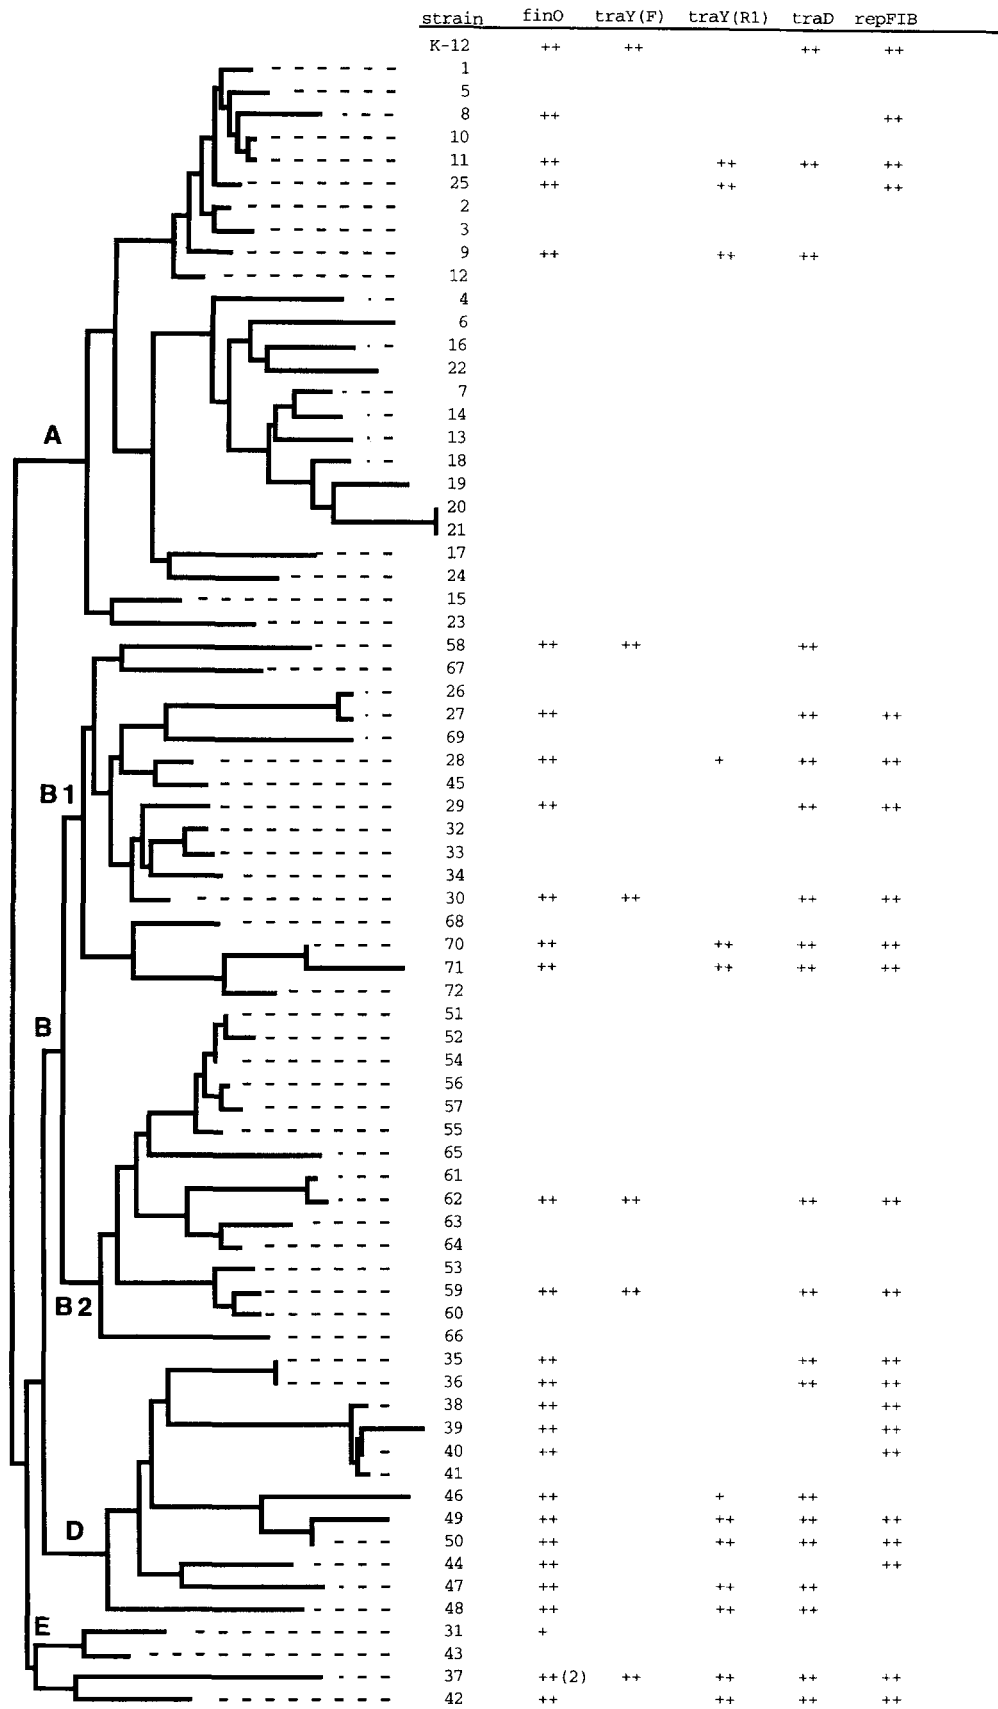 strain finO traY(F) traY(R1) traD repFIB
K-12 ++ ++ ++ ++
1
5
8 ++ ++
10
11 ++ ++ ++ ++
25 ++ ++ ++
2
3
9 ++ ++ ++
12
4
6
16
22
7
14
A
13
18
19
20
21
17
24
15
23
58 ++ ++ ++
67
26
27 ++ ++ ++
69
28 ++ + ++ ++
45
B1
29 ++ ++ ++
32
33
34
30 ++ ++ ++ ++
68
70 ++ ++ ++ ++
71 ++ ++ ++ ++
72
51
B
52
54
56
57
55
65
61
62 ++ ++ ++ ++
63
64
53
59 ++ ++ ++ ++
B2
60
66
35 ++ ++ ++
36 ++ ++ ++
38 ++ ++
39 ++ ++
40 ++ ++
41
46 ++ + ++
49 ++ ++ ++ ++
D
50 ++ ++ ++ ++
44 ++ ++
47 ++ ++ ++
48 ++ ++ ++
E
31 +
43
37 ++(2) ++ ++ ++ ++
42 ++ ++ ++ ++